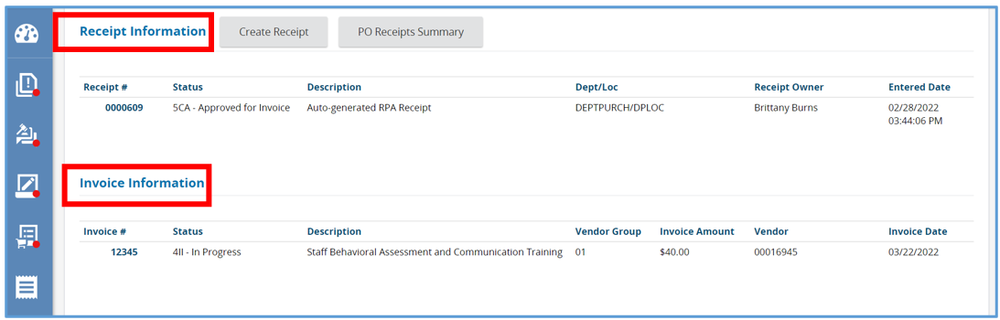 Receipt Information Create Receipt PO Receipts Summary
Receipt # Status Description Dept/Loc Receipt Owner Entered Date
0000609 5CA - Approved for Invoice Auto-generated RPA Receipt DEPTPURCH/DPLOC Brittany Burns 02/28/2022
03:44:06 PM
Invoice Information
Invoice # Status Description Vendor Group Invoice Amount Vendor Invoice Date
12345 4II - In Progress Staff Behavioral Assessment and Communication Training 01 $40.00 00016945 03/22/2022